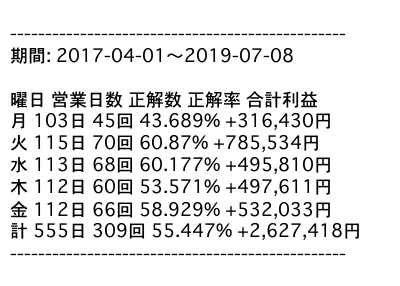 ------------------------------------------------
期間: 2017-04-01～2019-07-08
曜日 営業日数 正解数 正解率 合計利益
月 103日 45回 43.689% +316,430円
火 115日 70回 60.87% +785,534円
水 113日 68回 60.177% +495,810円
木 112日 60回 53.571% +497,611円
金 112日 66回 58.929% +532,033円
計 555日 309回 55.447% +2,627,418円
------------------------------------------------